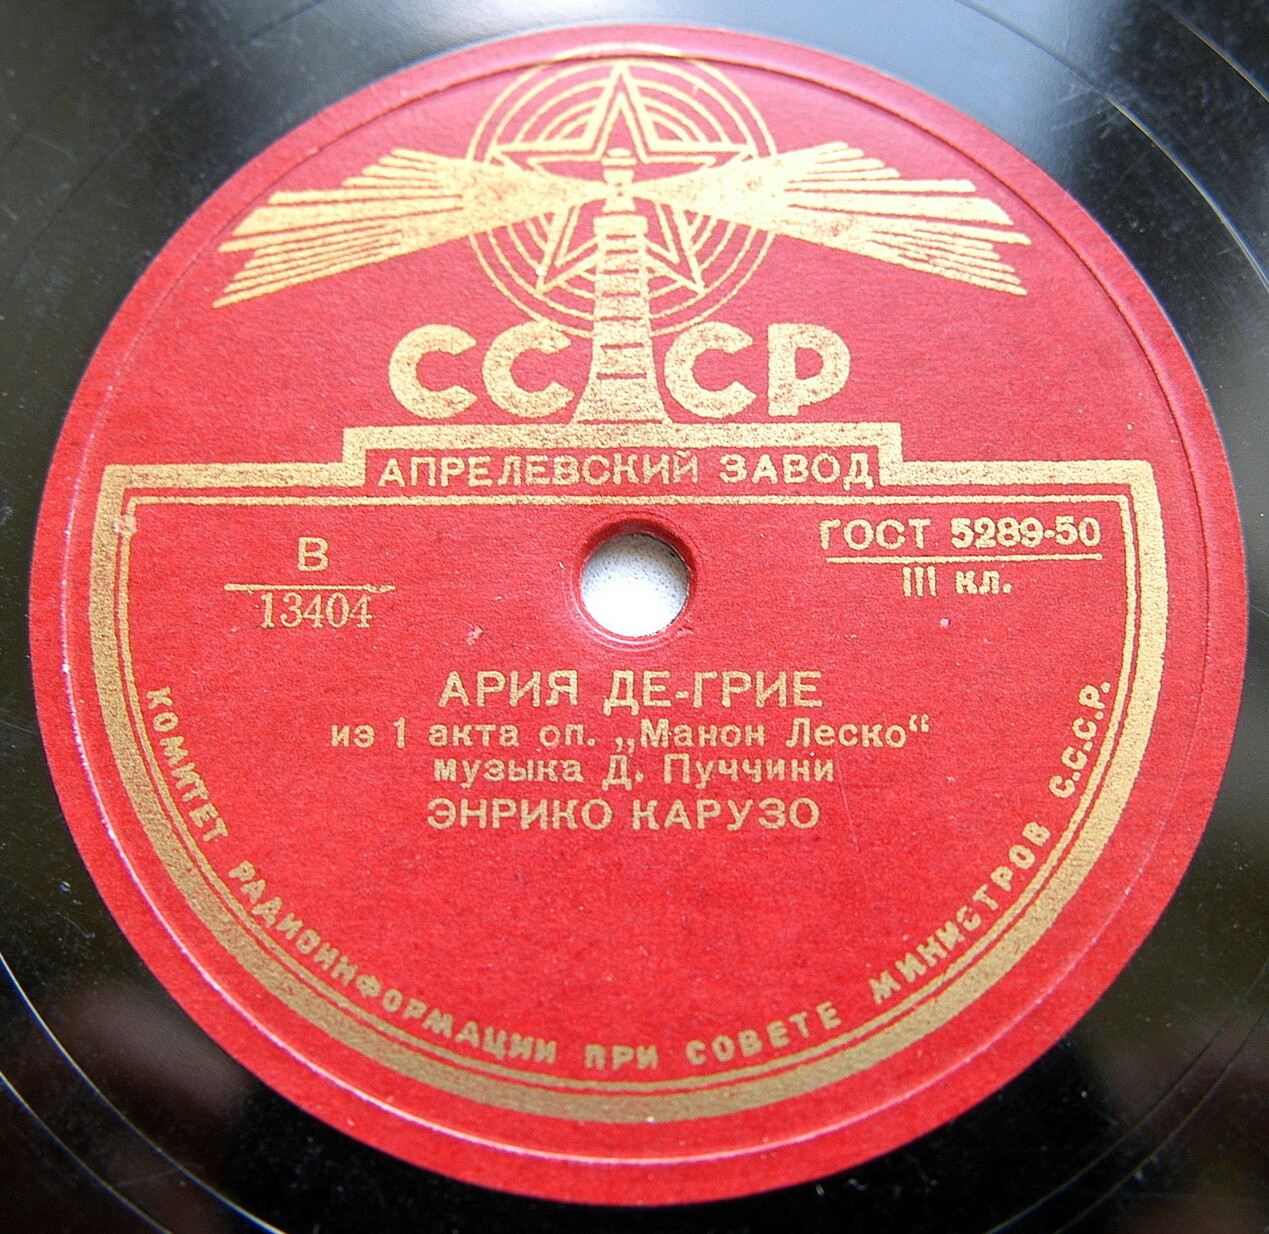 СССР
АПРЕЛЕВСКИЙ ЗАВОД
В
13404
ГОСТ 5289-50
III кл.
АРИЯ ДЕ-ГРИЕ
из 1 акта оп. „Манон Леско“
музыка Д. Пуччини
ЭНРИКО КАРУЗО
КОМИТЕТ РАДИОИНФОРМАЦИИ ПРИ СОВЕТЕ МИНИСТРОВ С.С.С.Р.